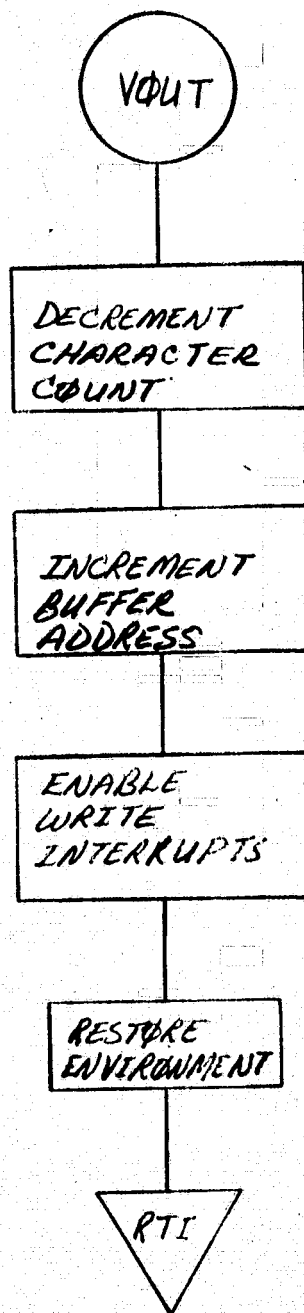 VØUT
DECREMENT
CHARACTER
CØUNT
INCREMENT
BUFFER
ADDRESS
ENABLE
WRITE
INTERRUPTS
RESTØRE
ENVIRØNMENT
RTI